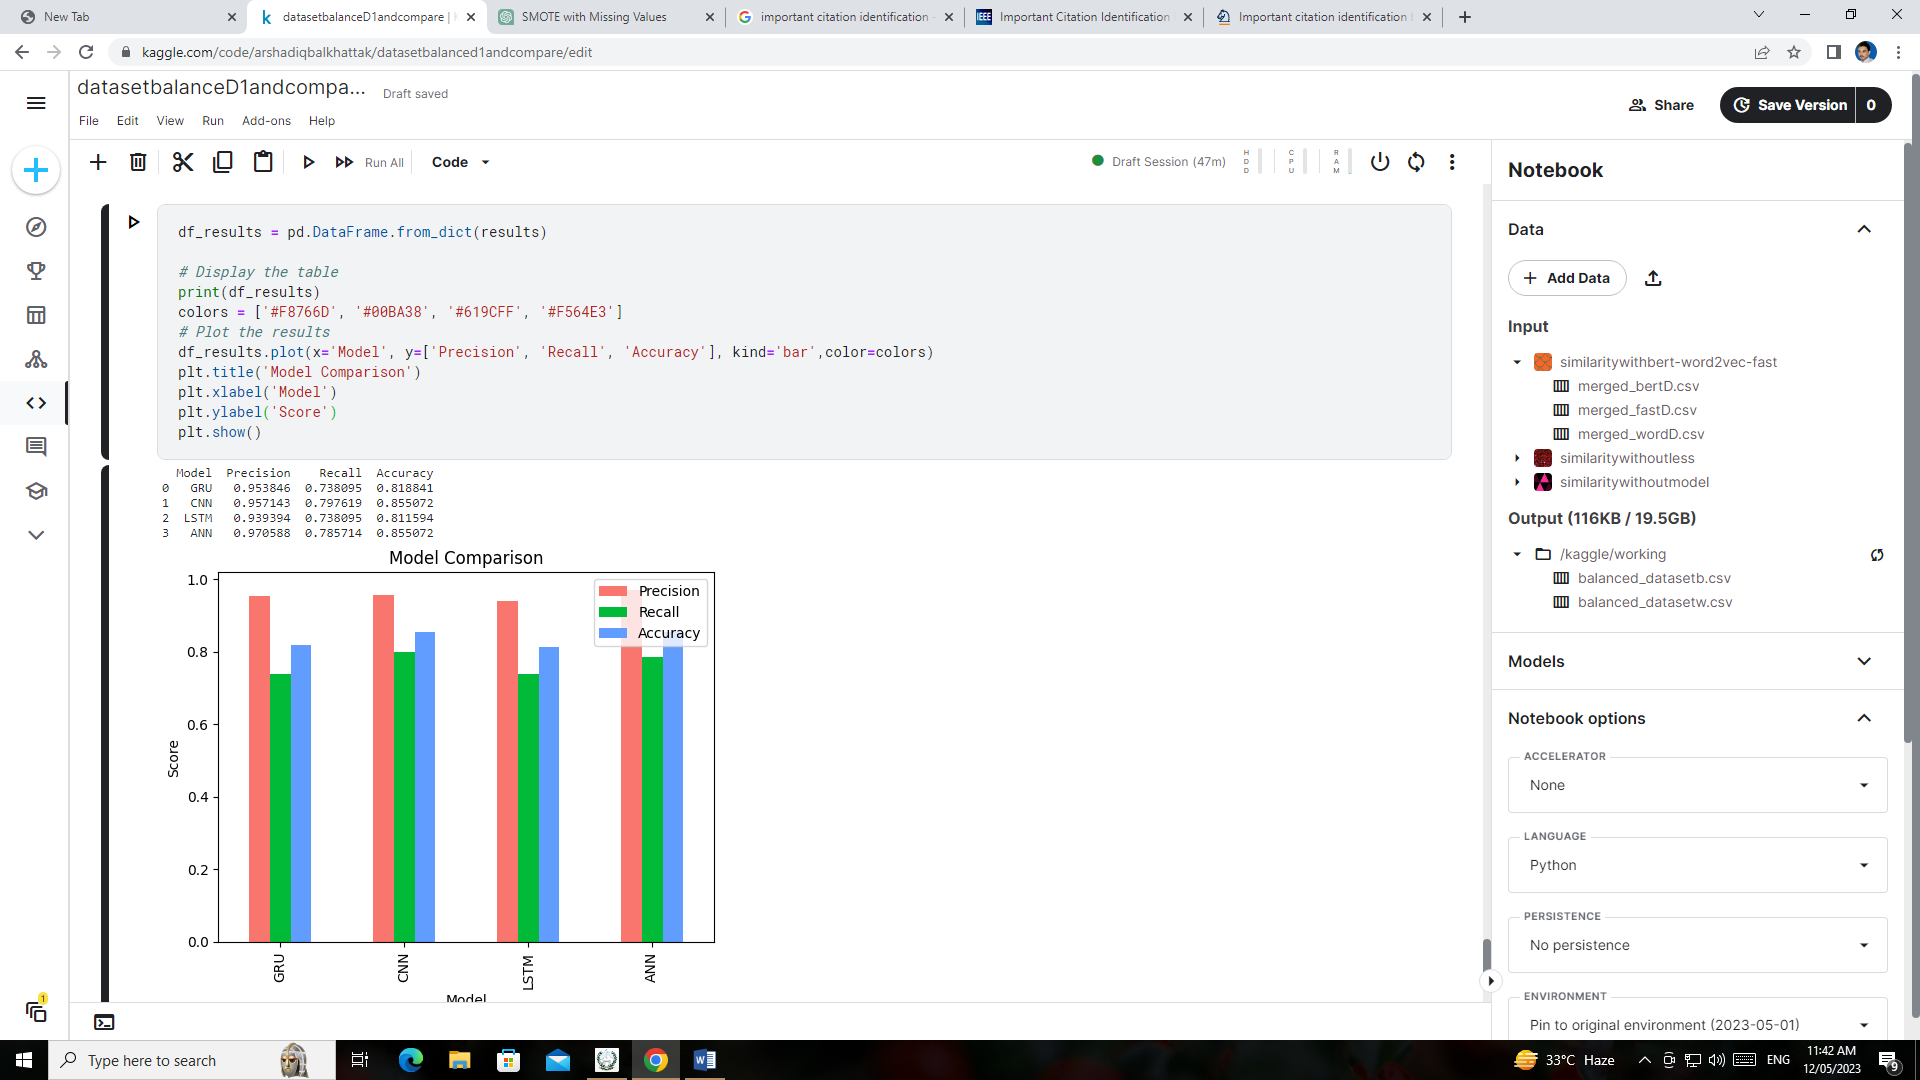 New Tab
datasetbalanceD1andcompare | K
SMOTE with Missing Values
important citation identification -
IEEE
Important Citation Identification
Important citation identification
kaggle.com/code/arshadiqbalkhattak/datasetbalanced1andcompare/edit
datasetbalanceD1andcompa...
Draft saved
Share
Save Version
0
File Edit View Run Add-ons Help
Run All
Code
Draft Session (47m)
HDD
CPU
RAM
df_results = pd.DataFrame.from_dict(results)
# Display the table
print(df_results)
colors = ['#F8766D', '#00BA38', '#619CFF', '#F564E3']
# Plot the results
df_results.plot(x='Model', y=['Precision', 'Recall', 'Accuracy'], kind='bar',color=colors)
plt.title('Model Comparison')
plt.xlabel('Model')
plt.ylabel('Score')
plt.show()
Model Precision Recall Accuracy
0 GRU 0.953846 0.738095 0.818841
1 CNN 0.957143 0.797619 0.855072
2 LSTM 0.939394 0.738095 0.811594
3 ANN 0.970588 0.785714 0.855072
Model Comparison
Precision
Recall
Accuracy
1.0
0.8
0.6
0.4
0.2
0.0
Score
GRU
CNN
LSTM
ANN
Model
Notebook
Data
Add Data
Input
similaritywithbert-word2vec-fast
merged_bertD.csv
merged_fastD.csv
merged_wordD.csv
similaritywithoutless
similaritywithoutmodel
Output (116KB / 19.5GB)
/kaggle/working
balanced_datasetb.csv
balanced_datasetw.csv
Models
Notebook options
ACCELERATOR
None
LANGUAGE
Python
PERSISTENCE
No persistence
ENVIRONMENT
Pin to original environment (2023-05-01)
1
Type here to search
33°C Haze
ENG
11:42 AM
12/05/2023
9